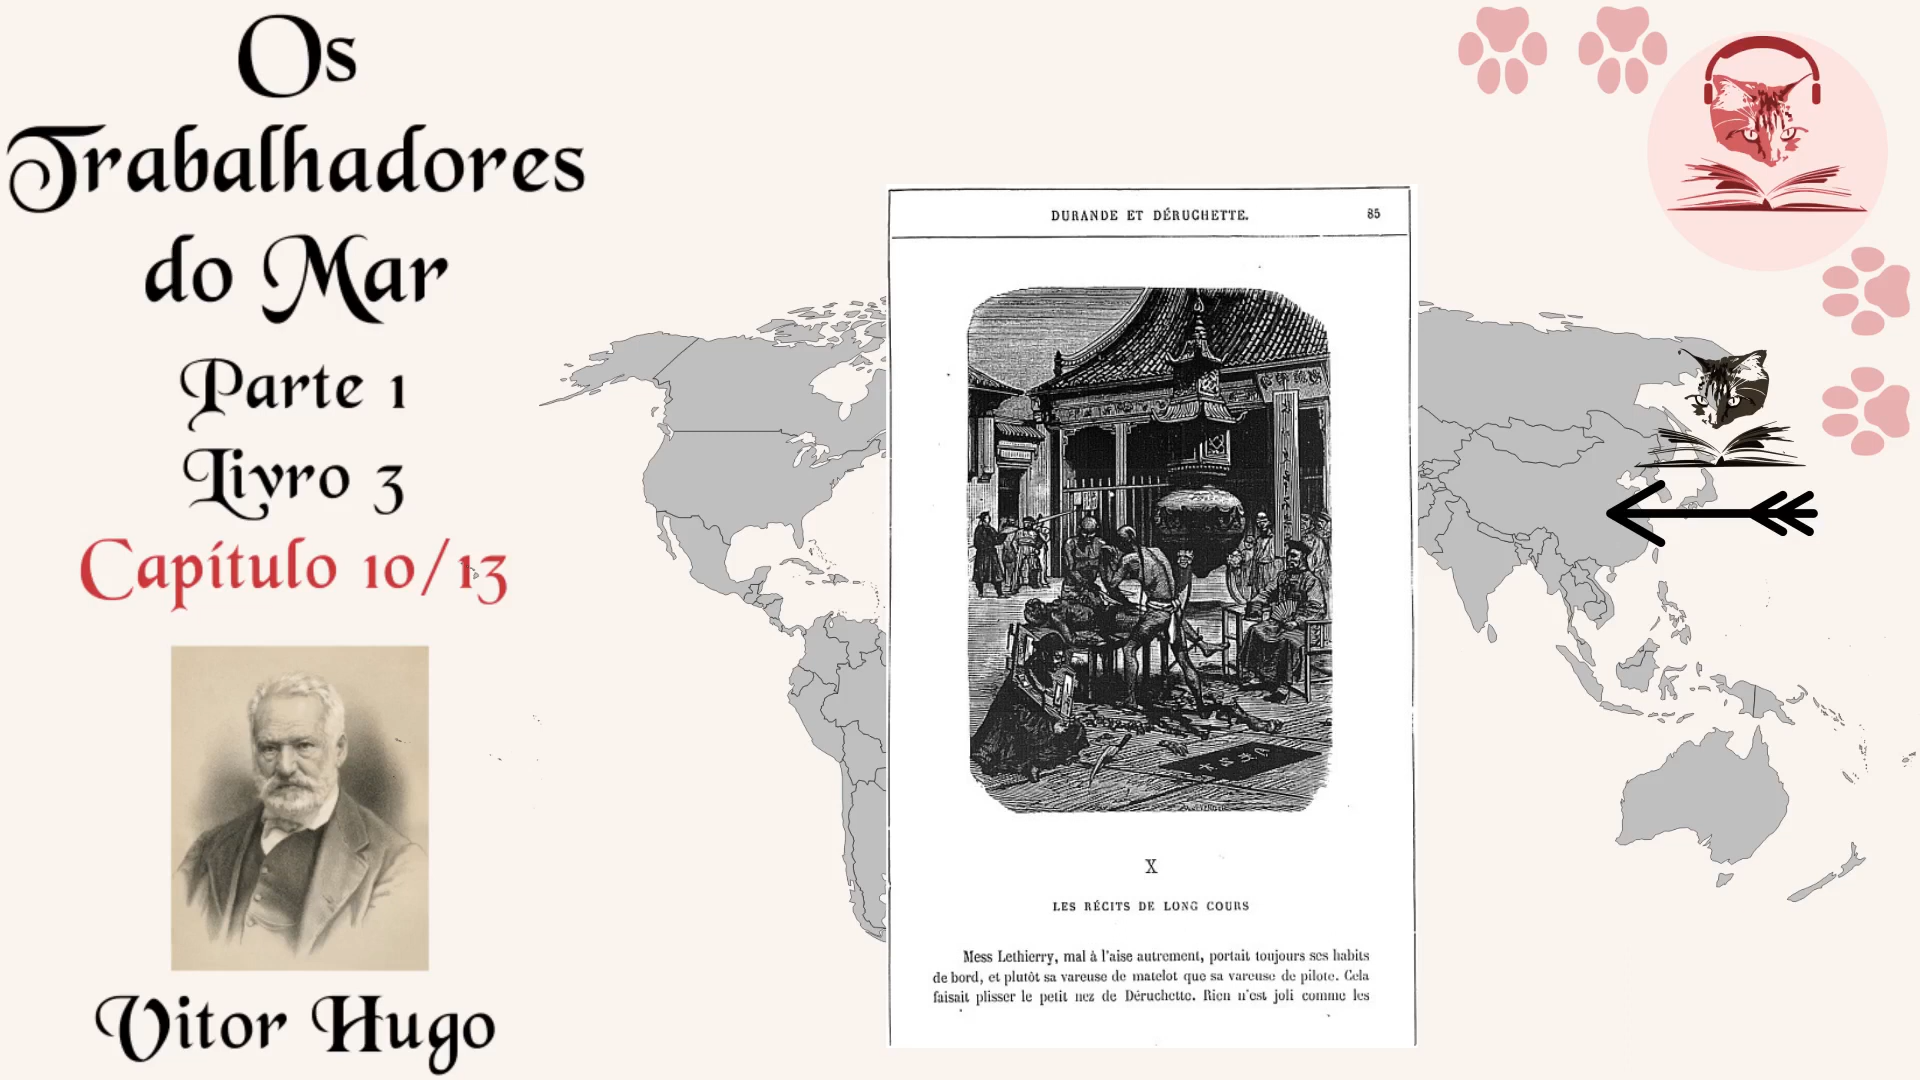 Os
Trabalhadores
do Mar
Parte 1
Livro 3
Capítulo 10/13
Vitor Hugo
DURANDE ET DÉRUCHETTE.
85
X
LES RÉCITS DE LONG COURS
Mess Lethierry, mal à l'aise autrement, portait toujours ses habits
de bord, et plutôt sa vareuse de matelot que sa vareuse de pilote. Cela
faisait plisser le petit nez de Déruchette. Rien n'est joli comme les